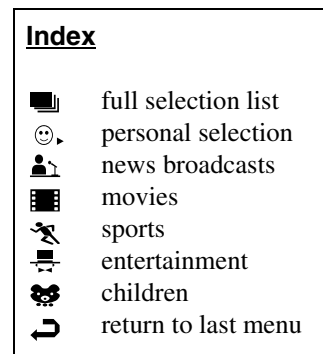 Index
full selection list
personal selection
news broadcasts
movies
sports
entertainment
children
return to last menu